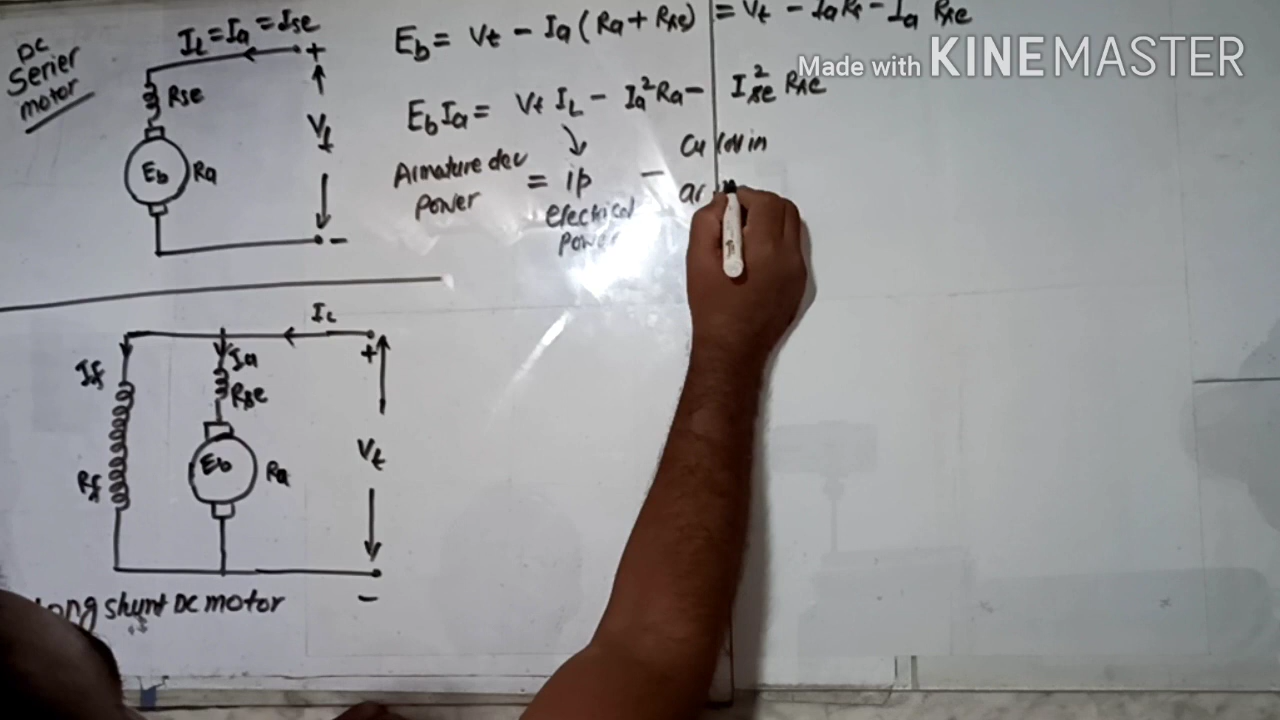 DC
Serier
motor
IL = Ia = Ise
+
Rse
Vt
Eb
Ra
-
Eb = Vt - Ia (Ra + Rse) = Vt - IaRa - Ia Rse
Made with KINEMASTER
EbIa = Vt IL - Ia²Ra - Ise² Rse
Armature dev
power
= ip -
electrical
power
Cu loss in
ar
IL
+
If
Ia
Rse
Vt
Rf
Eb
Ra
-
long shunt DC motor